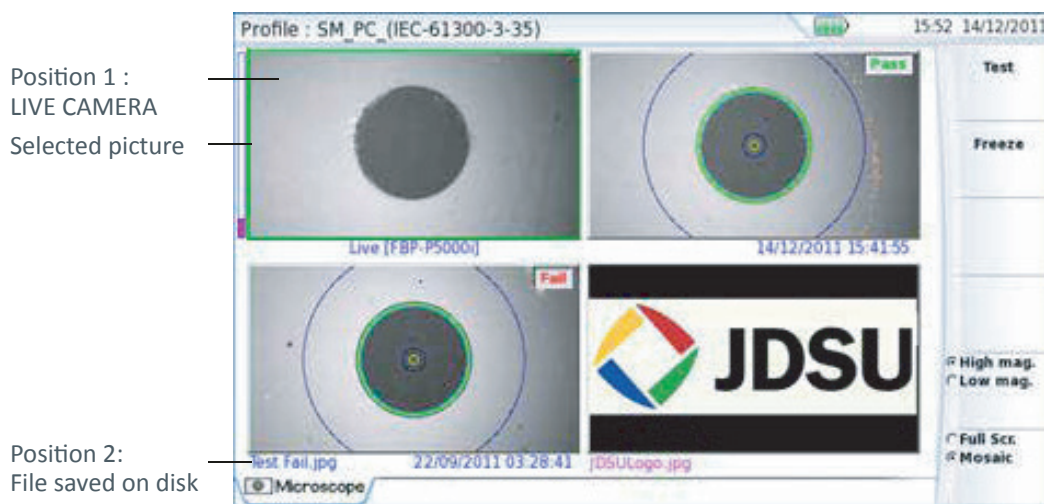 Profile : SM_PC_(IEC-61300-3-35)
15:52 14/12/2011
Position 1 :
LIVE CAMERA
Selected picture
Pass
Test
Freeze
Live [FBP-P5000i]
14/12/2011 15:41:55
Fail
JDSU
High mag.
Low mag.
Position 2:
File saved on disk
Test Fail.jpg
22/09/2011 03:28:41
JDSULogo.jpg
Full Scr.
Mosaic
Microscope